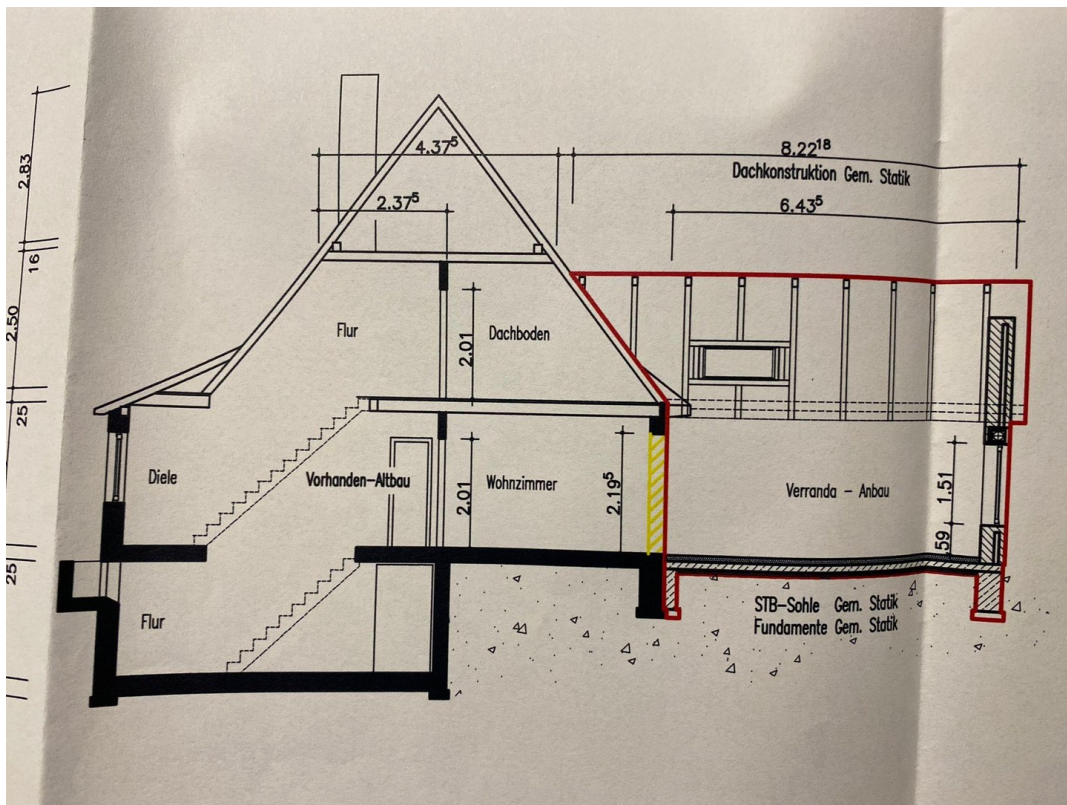 4.37⁵
8.22¹⁸
Dachkonstruktion Gem. Statik
2.83
2.37⁵
6.43⁵
16
2.50
Flur
2.01
Dachboden
25
Diele
Vorhanden-Altbau
2.01
Wohnzimmer
2.19⁵
Verranda - Anbau
1.51
59
25
STB-Sohle Gem. Statik
Fundamente Gem. Statik
Flur